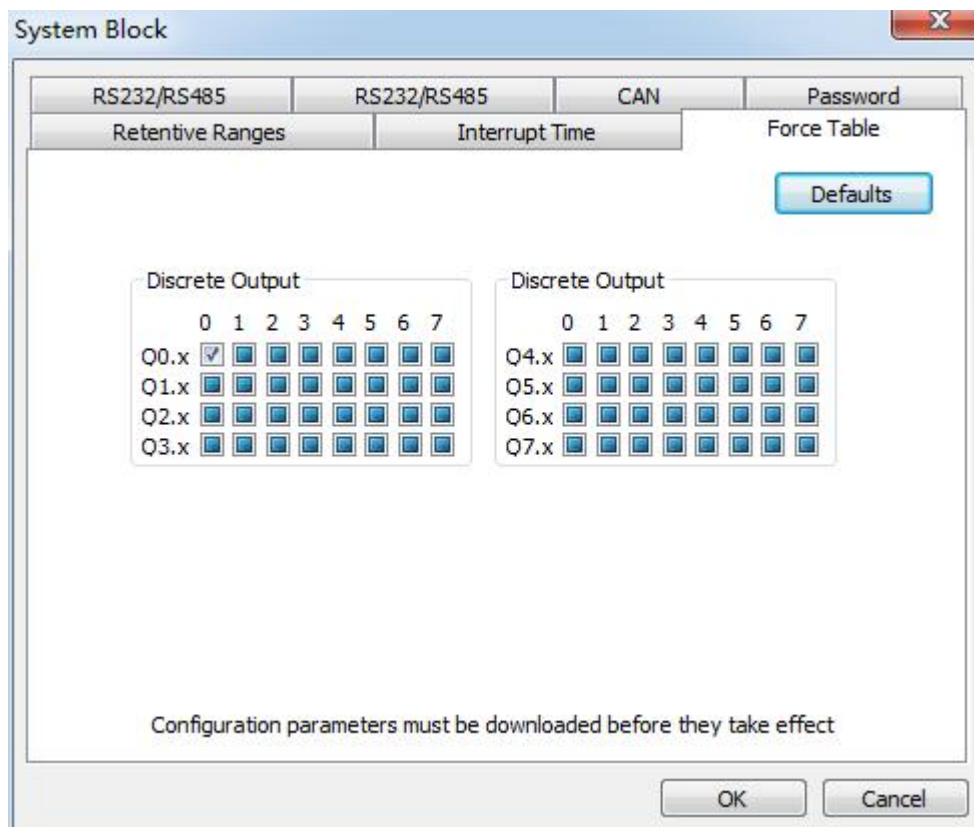 System Block
RS232/RS485 RS232/RS485 CAN Password
Retentive Ranges Interrupt Time Force Table
Defaults
Discrete Output Discrete Output
0 1 2 3 4 5 6 7 0 1 2 3 4 5 6 7
Q0.x Q4.x
Q1.x Q5.x
Q2.x Q6.x
Q3.x Q7.x
Configuration parameters must be downloaded before they take effect
OK Cancel